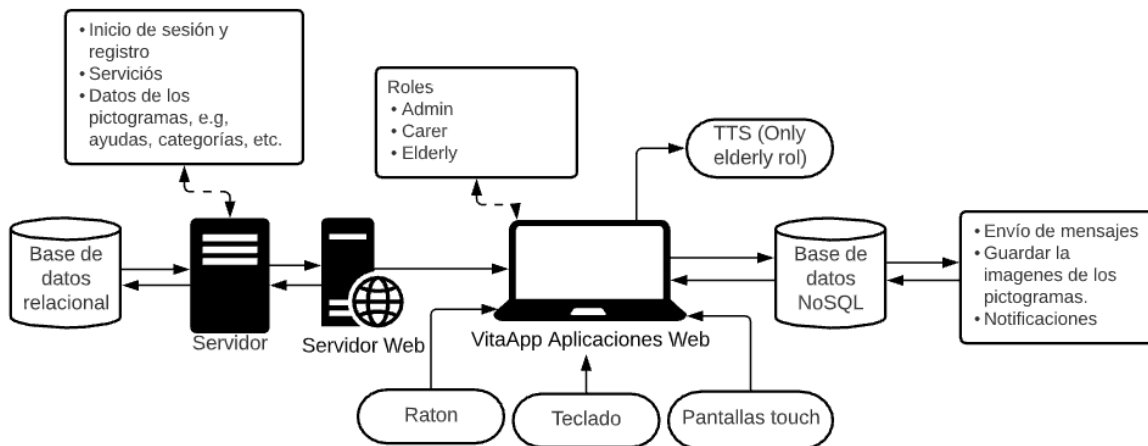 • Inicio de sesión y
registro
• Serviciós
• Datos de los
pictogramas, e.g,
ayudas, categorías, etc.
Roles
• Admin
• Carer
• Elderly
TTS (Only
elderly rol)
Base de
datos
relacional
Servidor
Servidor Web
VitaApp Aplicaciones Web
Base de
datos
NoSQL
• Envío de mensajes
• Guardar la
imagenes de los
pictogramas.
• Notificaciones
Raton
Teclado
Pantallas touch